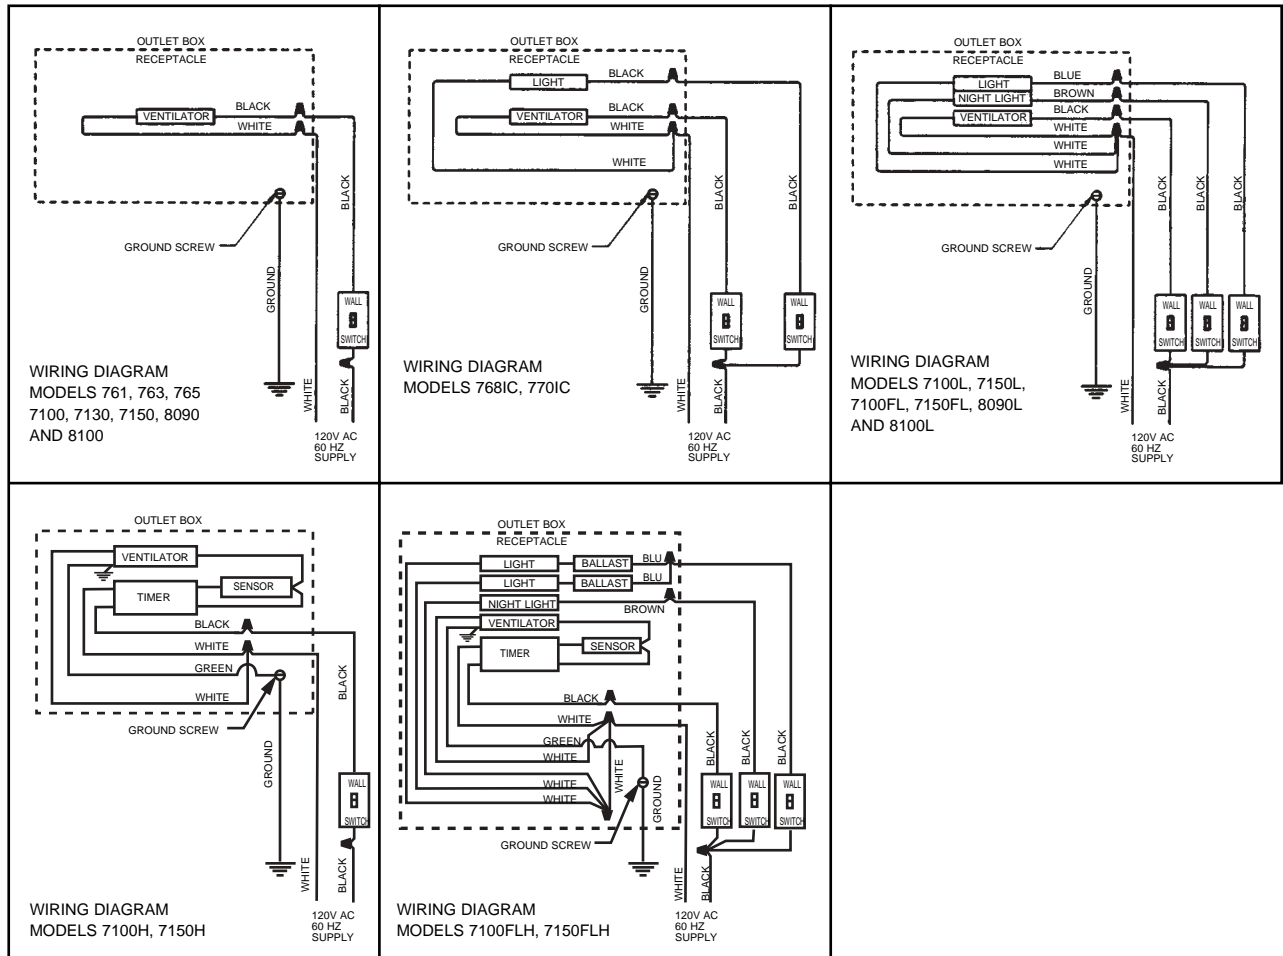 OUTLET BOX
RECEPTACLE
BLACK
VENTILATOR
WHITE
BLACK
GROUND SCREW
GROUND
WALL
SWITCH
WHITE
BLACK
WIRING DIAGRAM
MODELS 761, 763, 765
7100, 7130, 7150, 8090
AND 8100
120V AC
60 HZ
SUPPLY
OUTLET BOX
RECEPTACLE
BLACK
LIGHT
BLACK
VENTILATOR
WHITE
WHITE
BLACK
BLACK
GROUND SCREW
GROUND
WALL
SWITCH
WALL
SWITCH
WIRING DIAGRAM
MODELS 768IC, 770IC
WHITE
BLACK
120V AC
60 HZ
SUPPLY
OUTLET BOX
RECEPTACLE
BLUE
LIGHT
BROWN
NIGHT LIGHT
BLACK
VENTILATOR
WHITE
WHITE
WHITE
BLACK
BLACK
BLACK
GROUND SCREW
GROUND
WALL
SWITCH
WALL
SWITCH
WALL
SWITCH
WIRING DIAGRAM
MODELS 7100L, 7150L,
7100FL, 7150FL, 8090L
AND 8100L
WHITE
BLACK
120V AC
60 HZ
SUPPLY
OUTLET BOX
VENTILATOR
TIMER
SENSOR
BLACK
WHITE
GREEN
WHITE
BLACK
GROUND SCREW
GROUND
WALL
SWITCH
WHITE
BLACK
WIRING DIAGRAM
MODELS 7100H, 7150H
120V AC
60 HZ
SUPPLY
OUTLET BOX
RECEPTACLE
LIGHT
BALLAST
BLU
LIGHT
BALLAST
BLU
NIGHT LIGHT
BROWN
VENTILATOR
TIMER
SENSOR
BLACK
WHITE
GREEN
WHITE
WHITE
WHITE
WHITE
GROUND
BLACK
BLACK
BLACK
WALL
SWITCH
WALL
SWITCH
WALL
SWITCH
GROUND SCREW
WHITE
BLACK
WIRING DIAGRAM
MODELS 7100FLH, 7150FLH
120V AC
60 HZ
SUPPLY